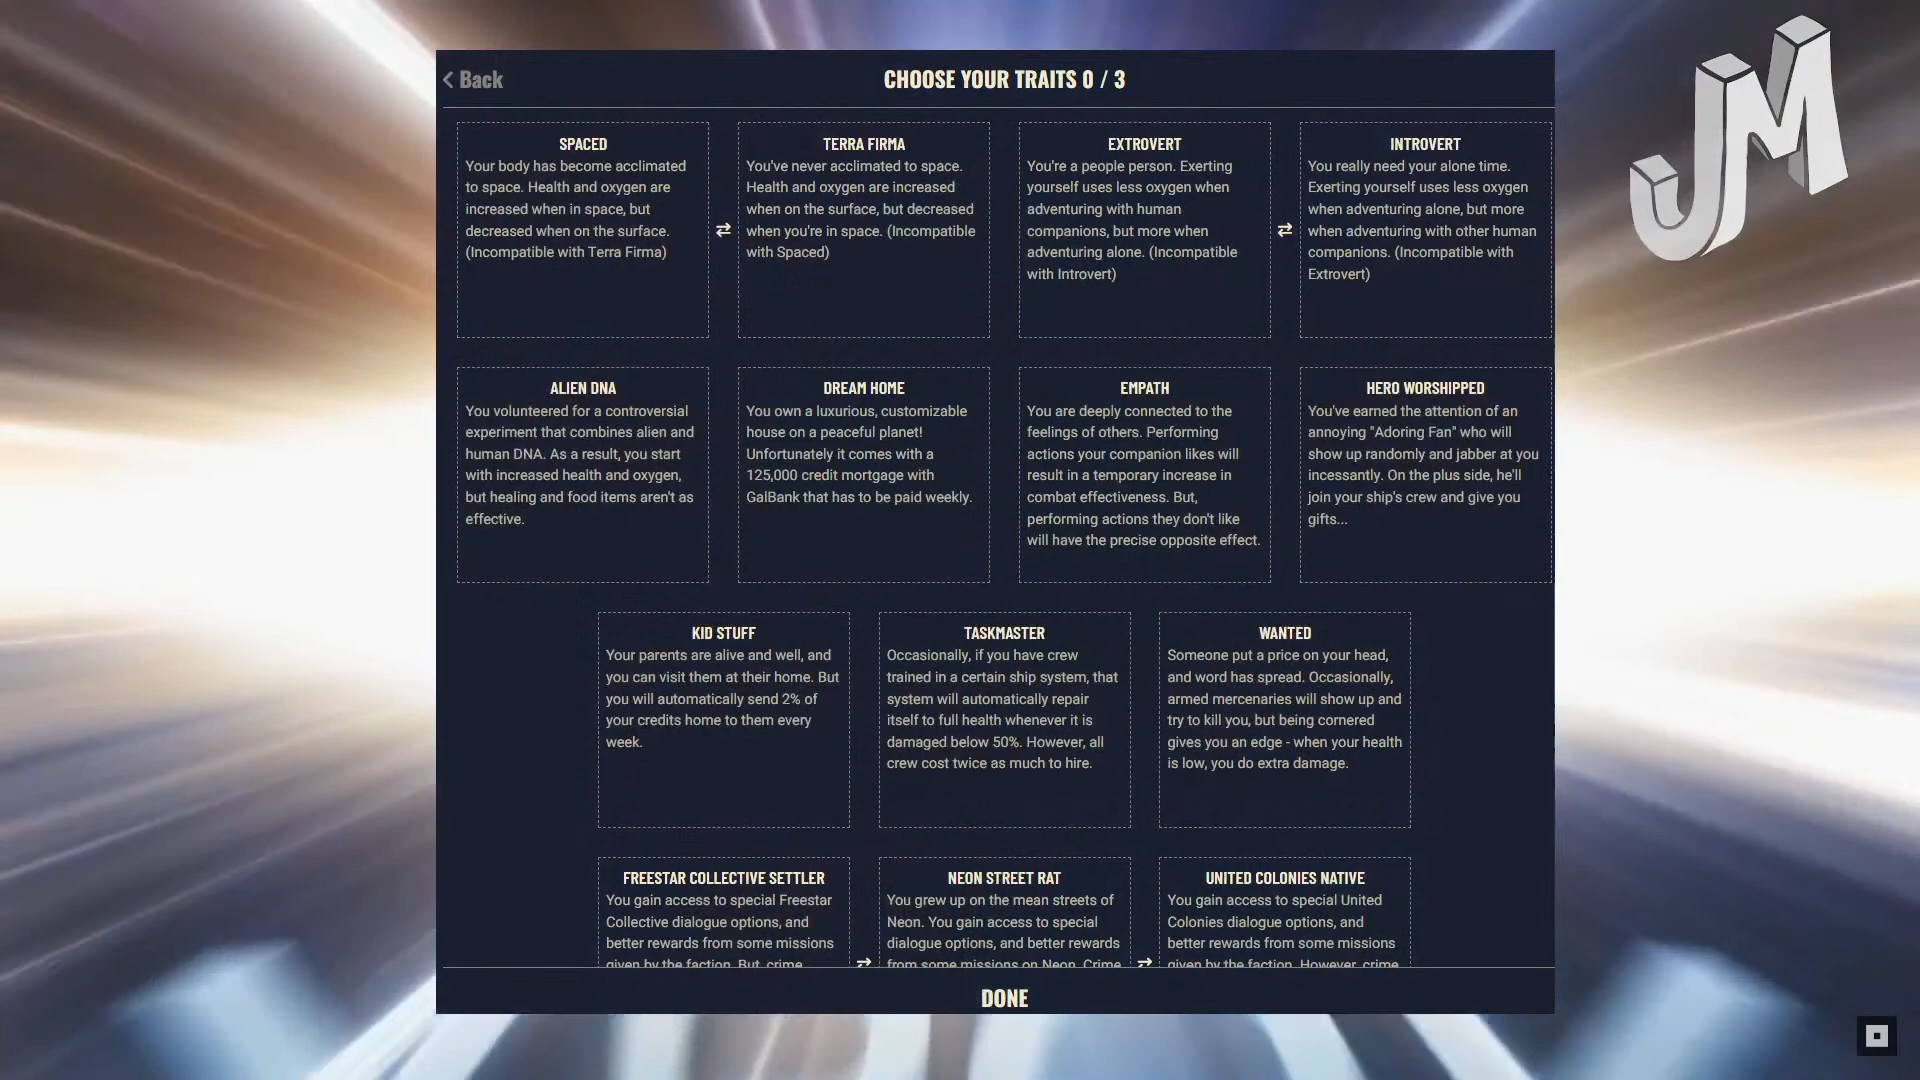 Back
CHOOSE YOUR TRAITS 0 / 3
JM
SPACED
Your body has become acclimated
to space. Health and oxygen are
increased when in space, but
decreased when on the surface.
(Incompatible with Terra Firma)
TERRA FIRMA
You've never acclimated to space.
Health and oxygen are increased
when on the surface, but decreased
when you're in space. (Incompatible
with Spaced)
EXTROVERT
You're a people person. Exerting
yourself uses less oxygen when
adventuring with human
companions, but more when
adventuring alone. (Incompatible
with Introvert)
INTROVERT
You really need your alone time.
Exerting yourself uses less oxygen
when adventuring alone, but more
when adventuring with other human
companions. (Incompatible with
Extrovert)
ALIEN DNA
You volunteered for a controversial
experiment that combines alien and
human DNA. As a result, you start
with increased health and oxygen,
but healing and food items aren't as
effective.
DREAM HOME
You own a luxurious, customizable
house on a peaceful planet!
Unfortunately it comes with a
125,000 credit mortgage with
GalBank that has to be paid weekly.
EMPATH
You are deeply connected to the
feelings of others. Performing
actions your companion likes will
result in a temporary increase in
combat effectiveness. But,
performing actions they don't like
will have the precise opposite effect.
HERO WORSHIPPED
You've earned the attention of an
annoying "Adoring Fan" who will
show up randomly and jabber at you
incessantly. On the plus side, he'll
join your ship's crew and give you
gifts...
KID STUFF
Your parents are alive and well, and
you can visit them at their home. But
you will automatically send 2% of
your credits home to them every
week.
TASKMASTER
Occasionally, if you have crew
trained in a certain ship system, that
system will automatically repair
itself to full health whenever it is
damaged below 50%. However, all
crew cost twice as much to hire.
WANTED
Someone put a price on your head,
and word has spread. Occasionally,
armed mercenaries will show up and
try to kill you, but being cornered
gives you an edge - when your health
is low, you do extra damage.
FREESTAR COLLECTIVE SETTLER
You gain access to special Freestar
Collective dialogue options, and
better rewards from some missions
given by the faction. But, crime
NEON STREET RAT
You grew up on the mean streets of
Neon. You gain access to special
dialogue options, and better rewards
from some missions on Neon. Crime
UNITED COLONIES NATIVE
You gain access to special United
Colonies dialogue options, and
better rewards from some missions
given by the faction. However, crime
DONE